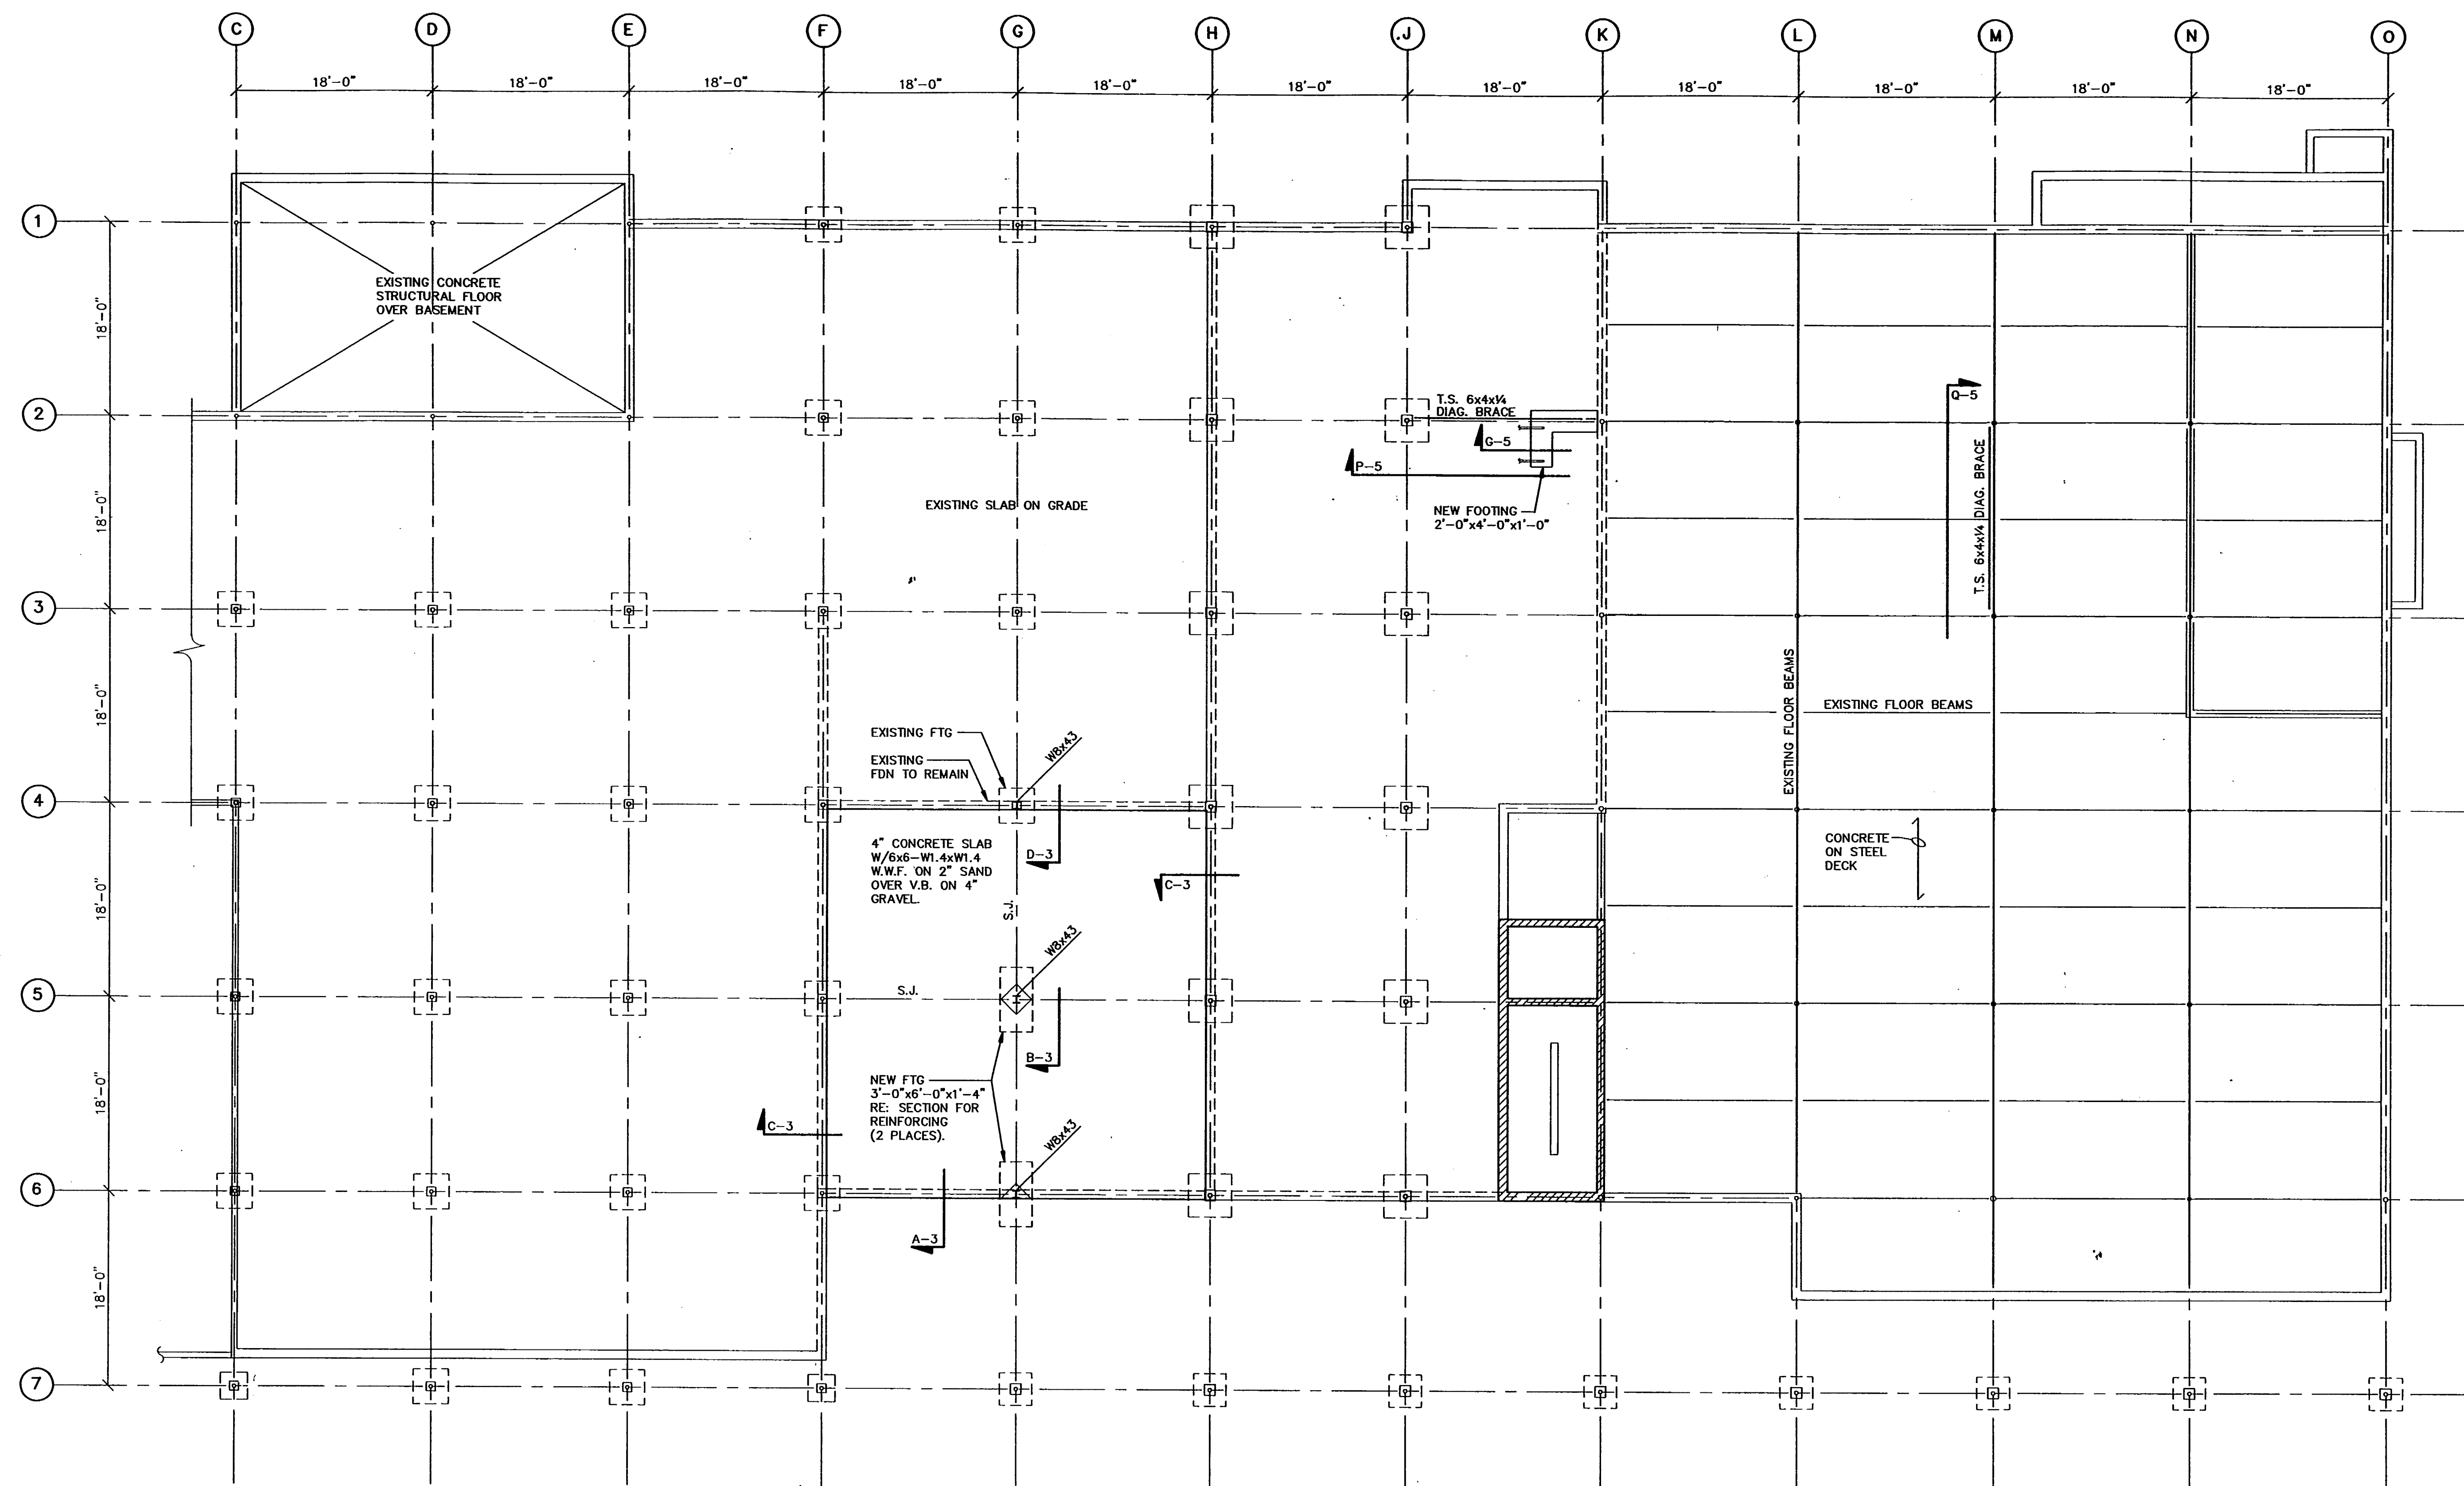 C D E F G H J K L M N O
18'-0" 18'-0" 18'-0" 18'-0" 18'-0" 18'-0" 18'-0" 18'-0" 18'-0" 18'-0" 18'-0"
1
18'-0"
EXISTING CONCRETE
STRUCTURAL FLOOR
OVER BASEMENT
2
T.S. 6x4x1/4
DIAG. BRACE
Q-5
G-5
P-5
18'-0"
EXISTING SLAB ON GRADE
NEW FOOTING
2'-0"x4'-0"x1'-0"
T.S. 6x4x1/4 DIAG. BRACE
3
18'-0"
EXISTING FLOOR BEAMS
EXISTING FLOOR BEAMS
EXISTING FTG
W8x43
EXISTING
FDN TO REMAIN
4
4" CONCRETE SLAB
W/6x6-W1.4xW1.4
W.W.F. ON 2" SAND
OVER V.B. ON 4"
GRAVEL.
D-3
C-3
CONCRETE
ON STEEL
DECK
18'-0"
S.J.
W8x43
5
S.J.
B-3
18'-0"
NEW FTG
3'-0"x6'-0"x1'-4"
RE: SECTION FOR
REINFORCING
(2 PLACES).
C-3
W8x43
6
A-3
18'-0"
7